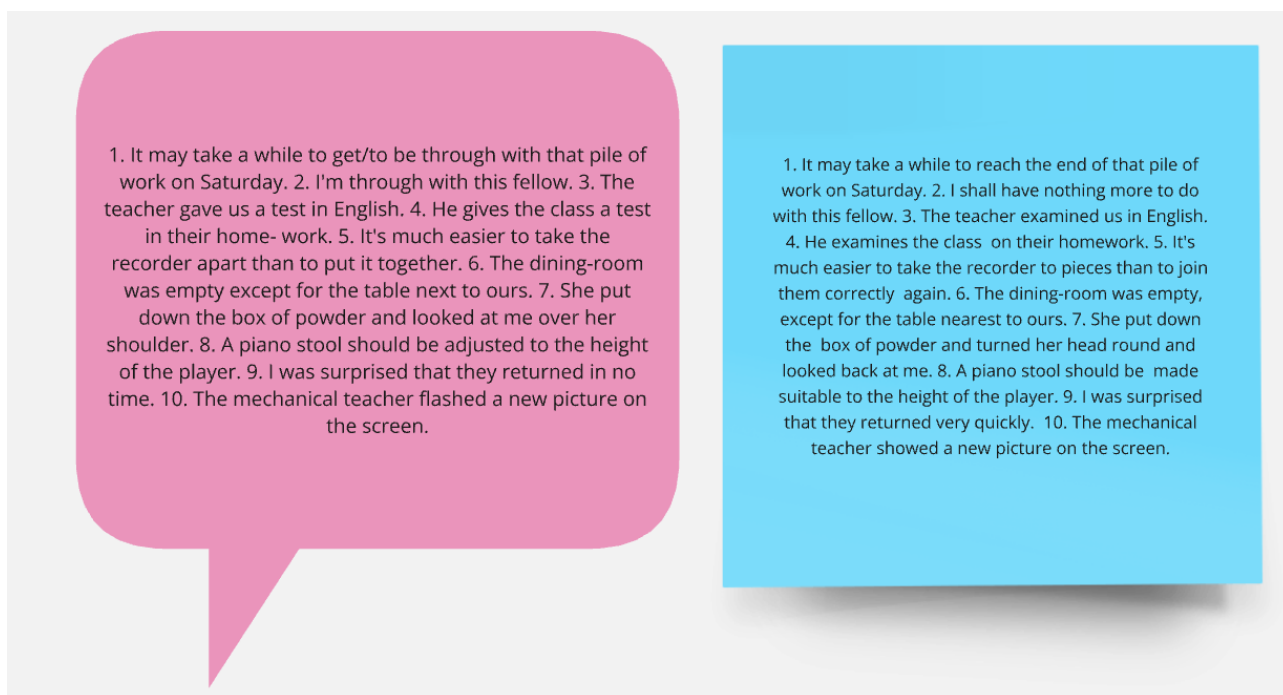 1. It may take a while to get/to be through with that pile of
work on Saturday. 2. I'm through with this fellow. 3. The
teacher gave us a test in English. 4. He gives the class a test
in their home- work. 5. It's much easier to take the
recorder apart than to put it together. 6. The dining-room
was empty except for the table next to ours. 7. She put
down the box of powder and looked at me over her
shoulder. 8. A piano stool should be adjusted to the height
of the player. 9. I was surprised that they returned in no
time. 10. The mechanical teacher flashed a new picture on
the screen.
1. It may take a while to reach the end of that pile of
work on Saturday. 2. I shall have nothing more to do
with this fellow. 3. The teacher examined us in English.
4. He examines the class  on their homework. 5. It's
much easier to take the recorder to pieces than to join
them correctly  again. 6. The dining-room was empty,
except for the table nearest to ours. 7. She put down
the  box of powder and turned her head round and
looked back at me. 8. A piano stool should be  made
suitable to the height of the player. 9. I was surprised
that they returned very quickly.  10. The mechanical
teacher showed a new picture on the screen.